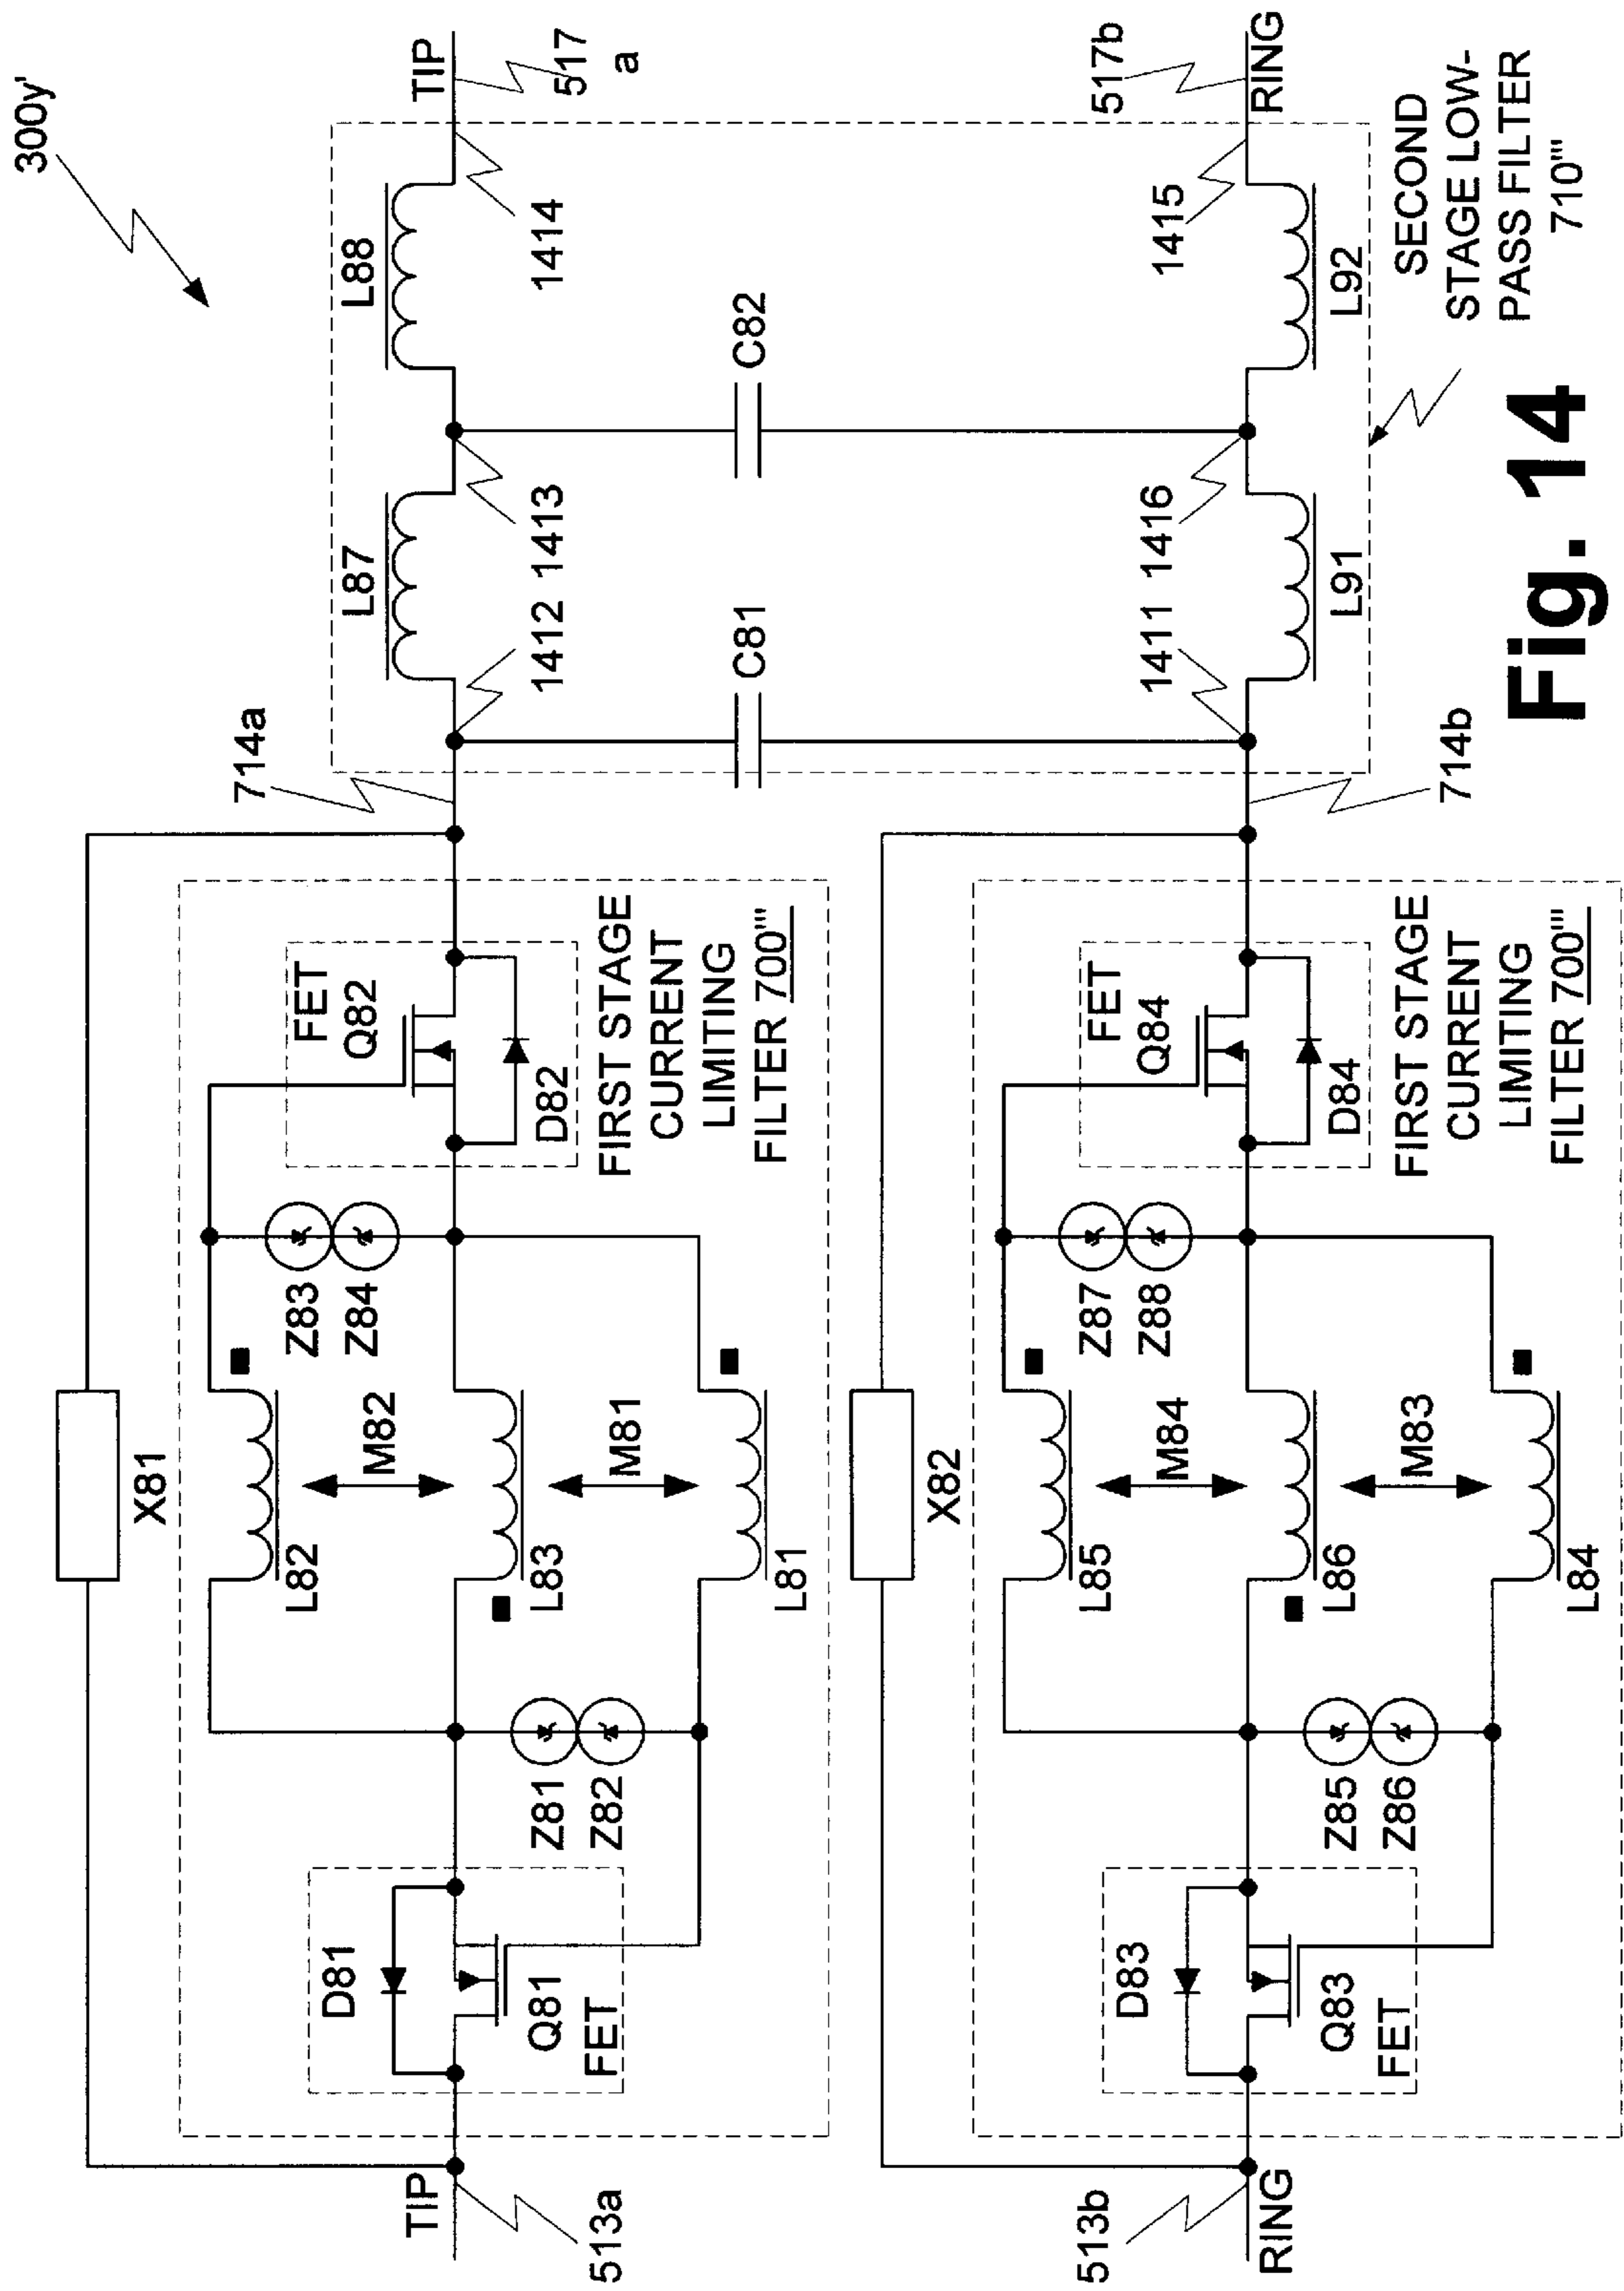 300y'
X81
714a
FIRST STAGE
CURRENT
LIMITING
FILTER 700'''
L82
M82
L83
M81
L81
Z83
Z84
Z81
Z82
D81
Q81
FET
FET
Q82
D82
TIP
513a
L87
L88
1412
1413
1414
TIP
517
a
C81
C82
X82
714b
FIRST STAGE
CURRENT
LIMITING
FILTER 700'''
L85
M84
L86
M83
L84
Z87
Z88
Z85
Z86
D83
Q83
FET
FET
Q84
D84
513b
RING
1411
1416
1415
517b
RING
L91
L92
SECOND
STAGE LOW-
PASS FILTER
710'''
Fig. 14